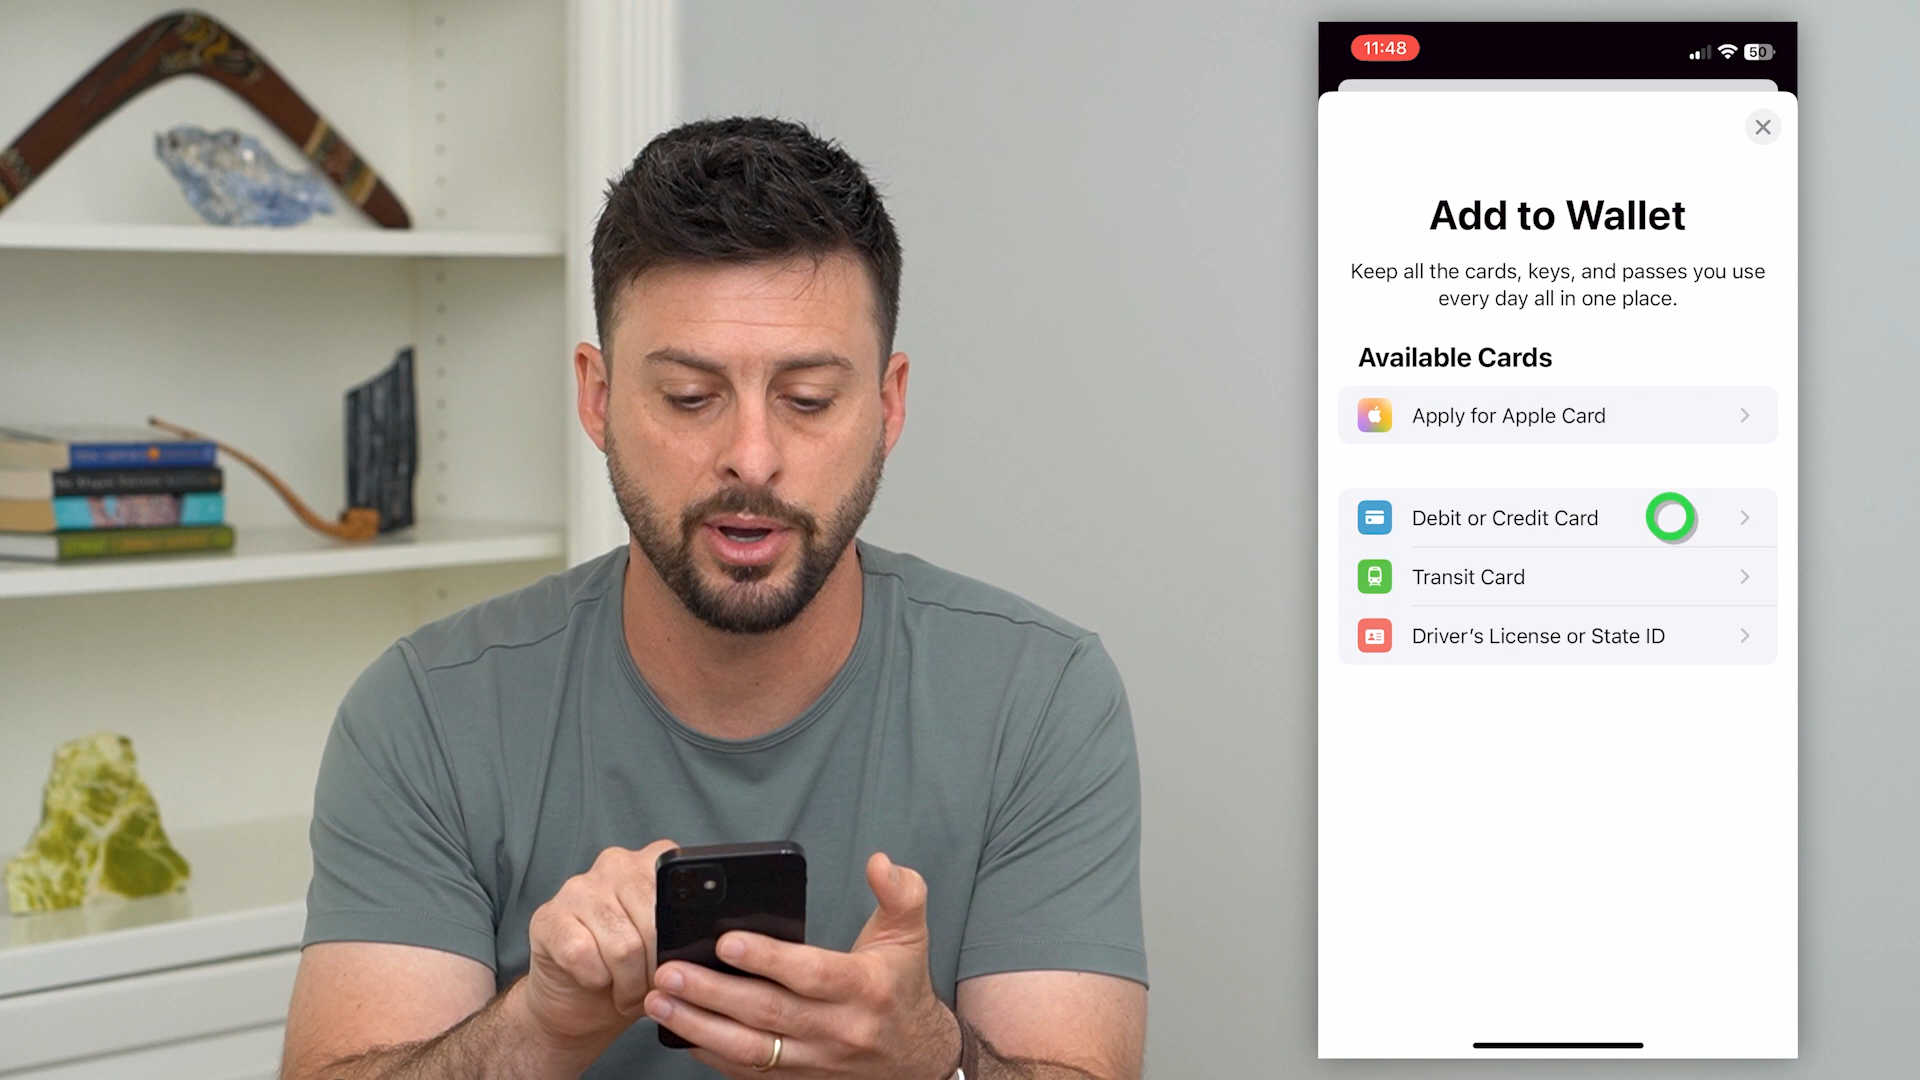 11:48
50
Add to Wallet
Keep all the cards, keys, and passes you use
every day all in one place.
Available Cards
Apply for Apple Card
Debit or Credit Card
Transit Card
Driver's License or State ID